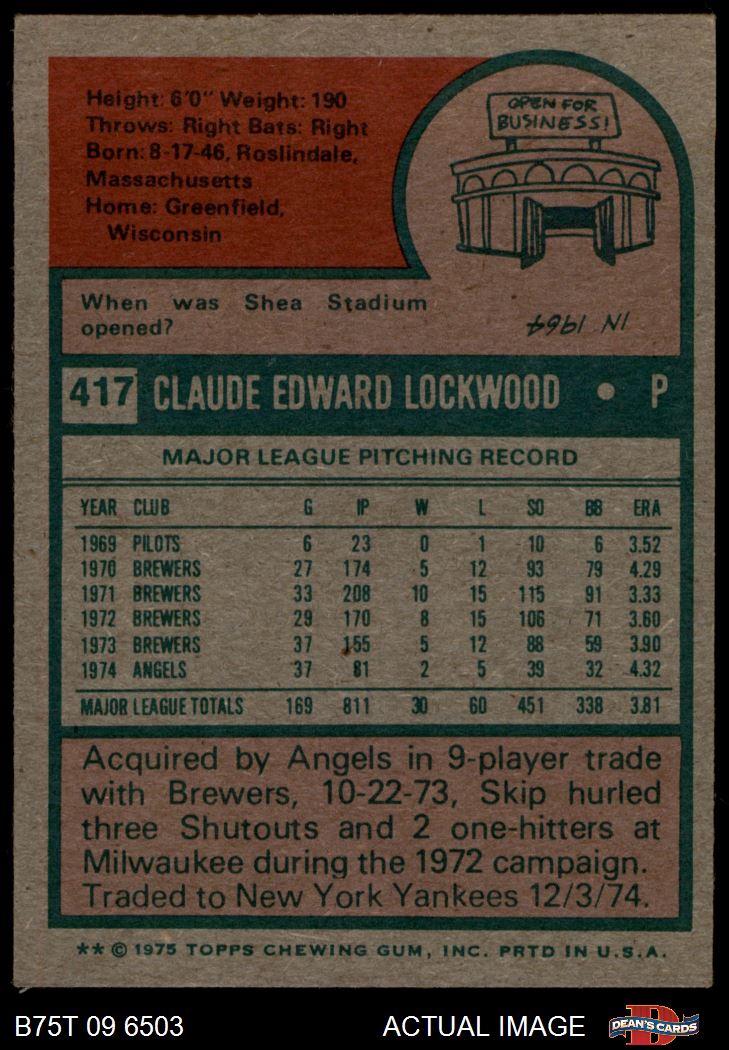 Height: 6'0" Weight: 190
Throws: Right Bats: Right
Born: 8-17-46, Roslindale,
Massachusetts
Home: Greenfield,
Wisconsin
OPEN FOR
BUSINESS!
When was Shea Stadium
opened?
IN 1964
417 CLAUDE EDWARD LOCKWOOD • P
MAJOR LEAGUE PITCHING RECORD
YEAR CLUB G IP W L SO BB ERA
1969 PILOTS 6 23 0 1 10 6 3.52
1970 BREWERS 27 174 5 12 93 79 4.29
1971 BREWERS 33 208 10 15 115 91 3.33
1972 BREWERS 29 170 8 15 106 71 3.60
1973 BREWERS 37 155 5 12 88 59 3.90
1974 ANGELS 37 81 2 5 39 32 4.32
MAJOR LEAGUE TOTALS 169 811 30 60 451 338 3.81
Acquired by Angels in 9-player trade
with Brewers, 10-22-73, Skip hurled
three Shutouts and 2 one-hitters at
Milwaukee during the 1972 campaign.
Traded to New York Yankees 12/3/74.
** © 1975 TOPPS CHEWING GUM, INC. PRTD IN U.S.A.
B75T 09 6503 ACTUAL IMAGE DEAN'S CARDS